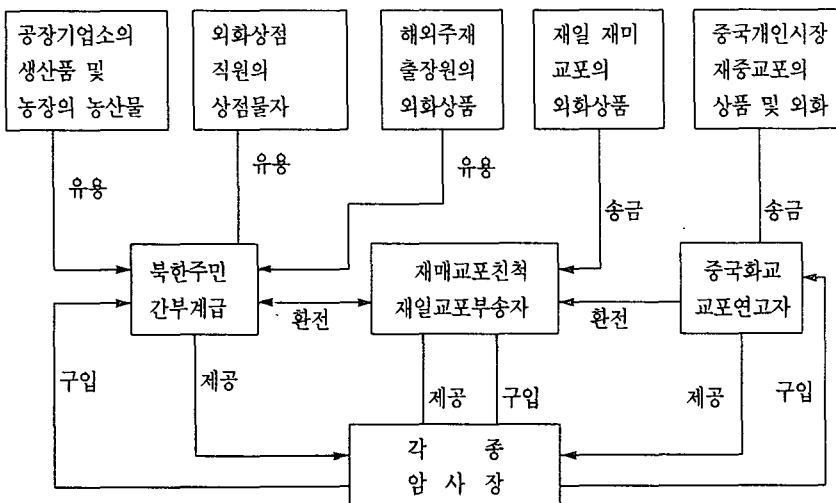 공장기업소의
생산품 및
농장의 농산물
외화상점
직원의
상점물자
해외주재
출장원의
외화상품
재일 재미
교포의
외화상품
중국개인시장
재중교포의
상품 및 외화
유용
유용
유용
송금
송금
북한주민
간부계급
환전
재매교포친척
재일교포부송자
환전
중국화교
교포연고자
구입
제공
제공
구입
제공
구입
각 종
암 사 장